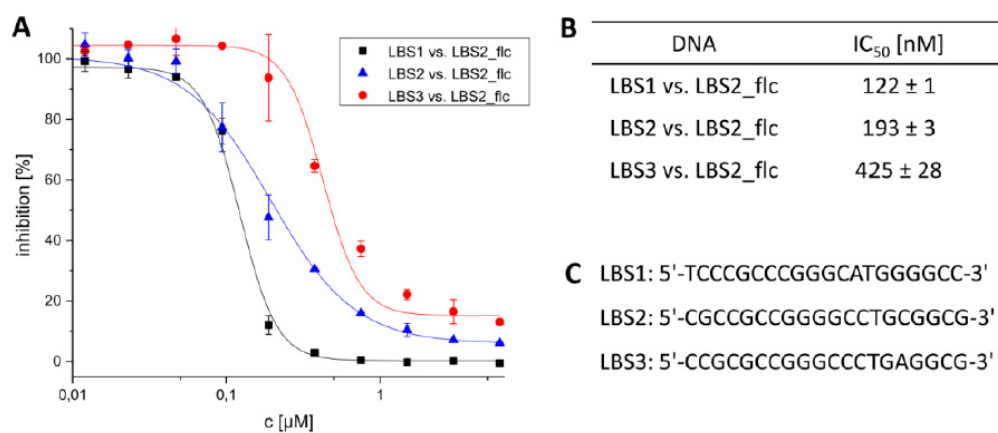 A
inhibition [%]
100
80
60
40
20
0
0,01
0,1
1
c [µM]
LBS1 vs. LBS2_flc
LBS2 vs. LBS2_flc
LBS3 vs. LBS2_flc
B
DNA IC50 [nM]
LBS1 vs. LBS2_flc 122 ± 1
LBS2 vs. LBS2_flc 193 ± 3
LBS3 vs. LBS2_flc 425 ± 28
C
LBS1: 5'-TCCCGCCCGGGCATGGGGCC-3'
LBS2: 5'-CGCCGCCGGGGCCTGCGGCG-3'
LBS3: 5'-CCGCGCCGGGCCCTGAGGCG-3'